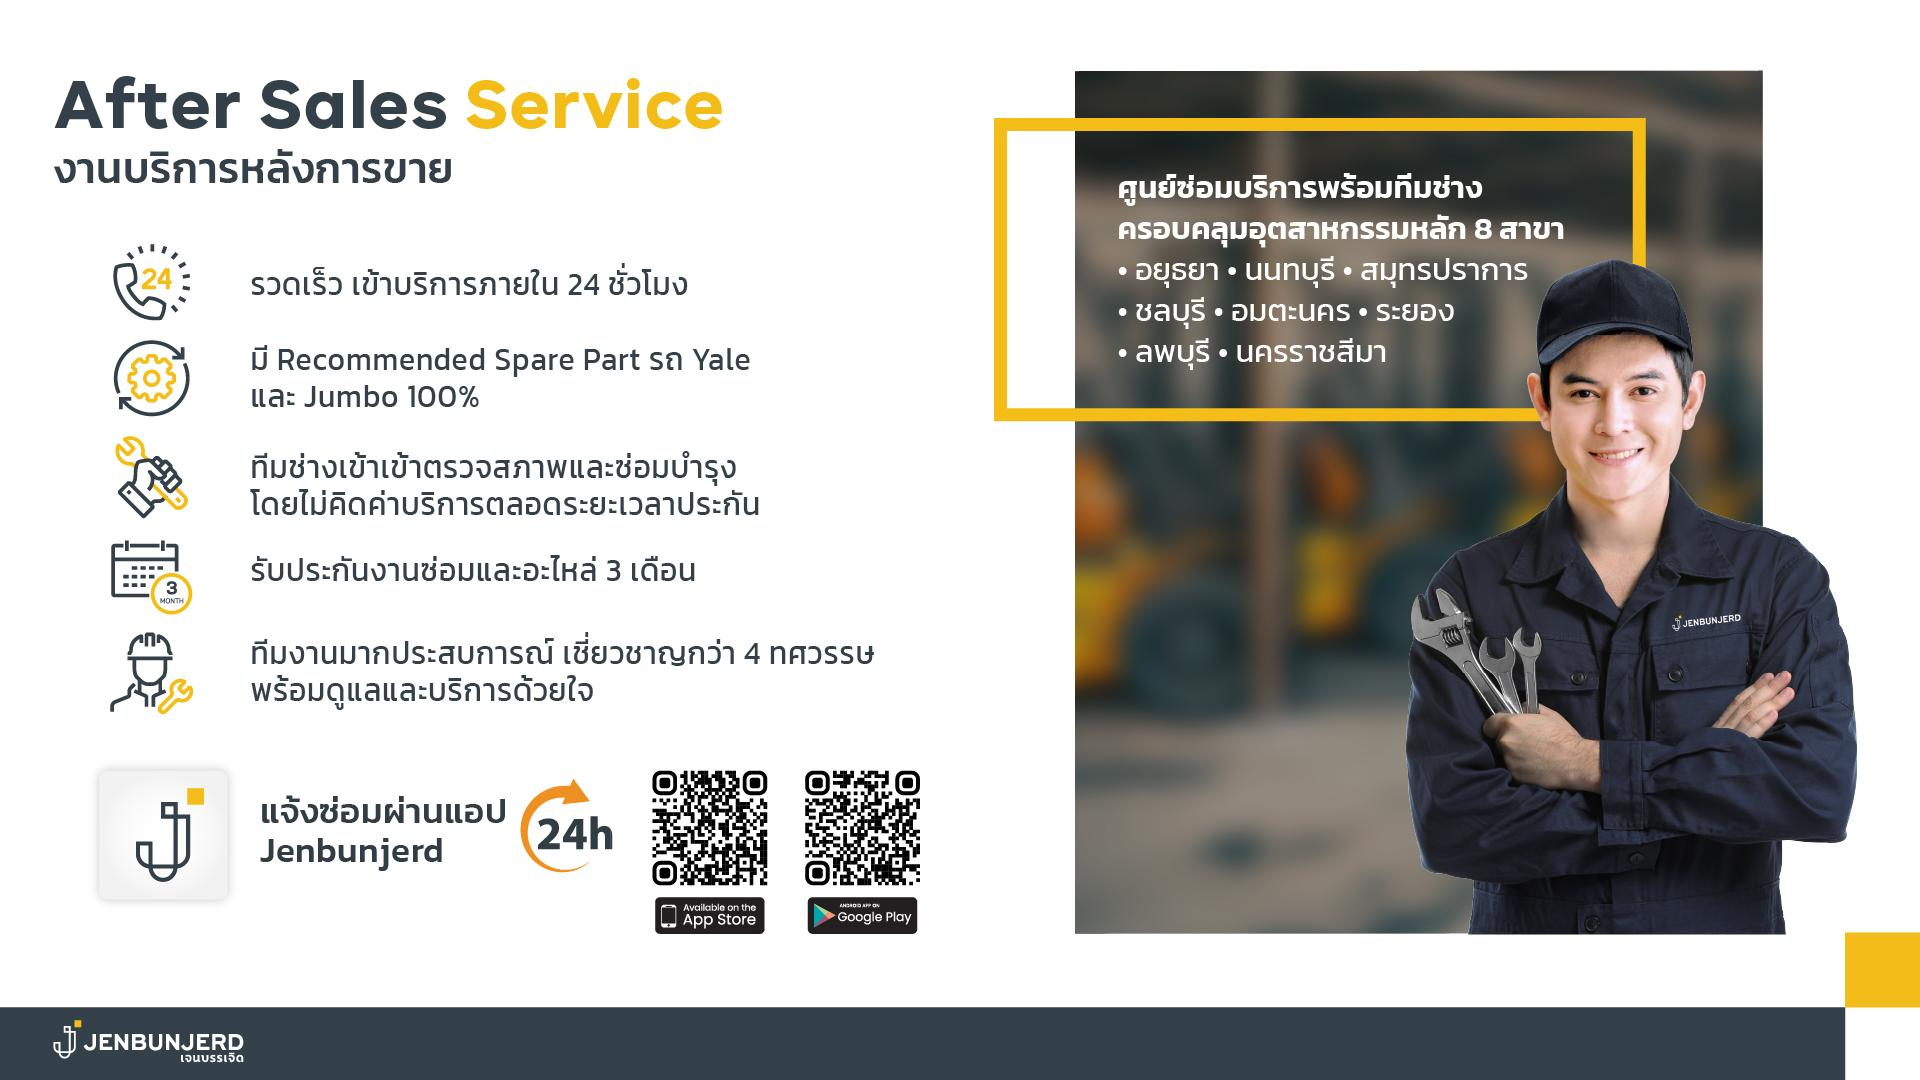 After Sales Service
งานบริการหลังการขาย
24
รวดเร็ว เข้าบริการภายใน 24 ชั่วโมง
มี Recommended Spare Part รถ Yale
และ Jumbo 100%
ทีมช่างเข้าเข้าตรวจสภาพและซ่อมบำรุง
โดยไม่คิดค่าบริการตลอดระยะเวลาประกัน
3
MONTH
รับประกันงานซ่อมและอะไหล่ 3 เดือน
ทีมงานมากประสบการณ์ เชี่ยวชาญกว่า 4 ทศวรรษ
พร้อมดูแลและบริการด้วยใจ
แจ้งซ่อมผ่านแอป
Jenbunjerd
24h
Available on the
App Store
ANDROID APP ON
Google Play
ศูนย์ซ่อมบริการพร้อมทีมช่าง
ครอบคลุมอุตสาหกรรมหลัก 8 สาขา
• อยุธยา • นนทบุรี • สมุทรปราการ
• ชลบุรี • อมตะนคร • ระยอง
• ลพบุรี • นครราชสีมา
JENBUNJERD
JENBUNJERD
เจนบรรเจิด